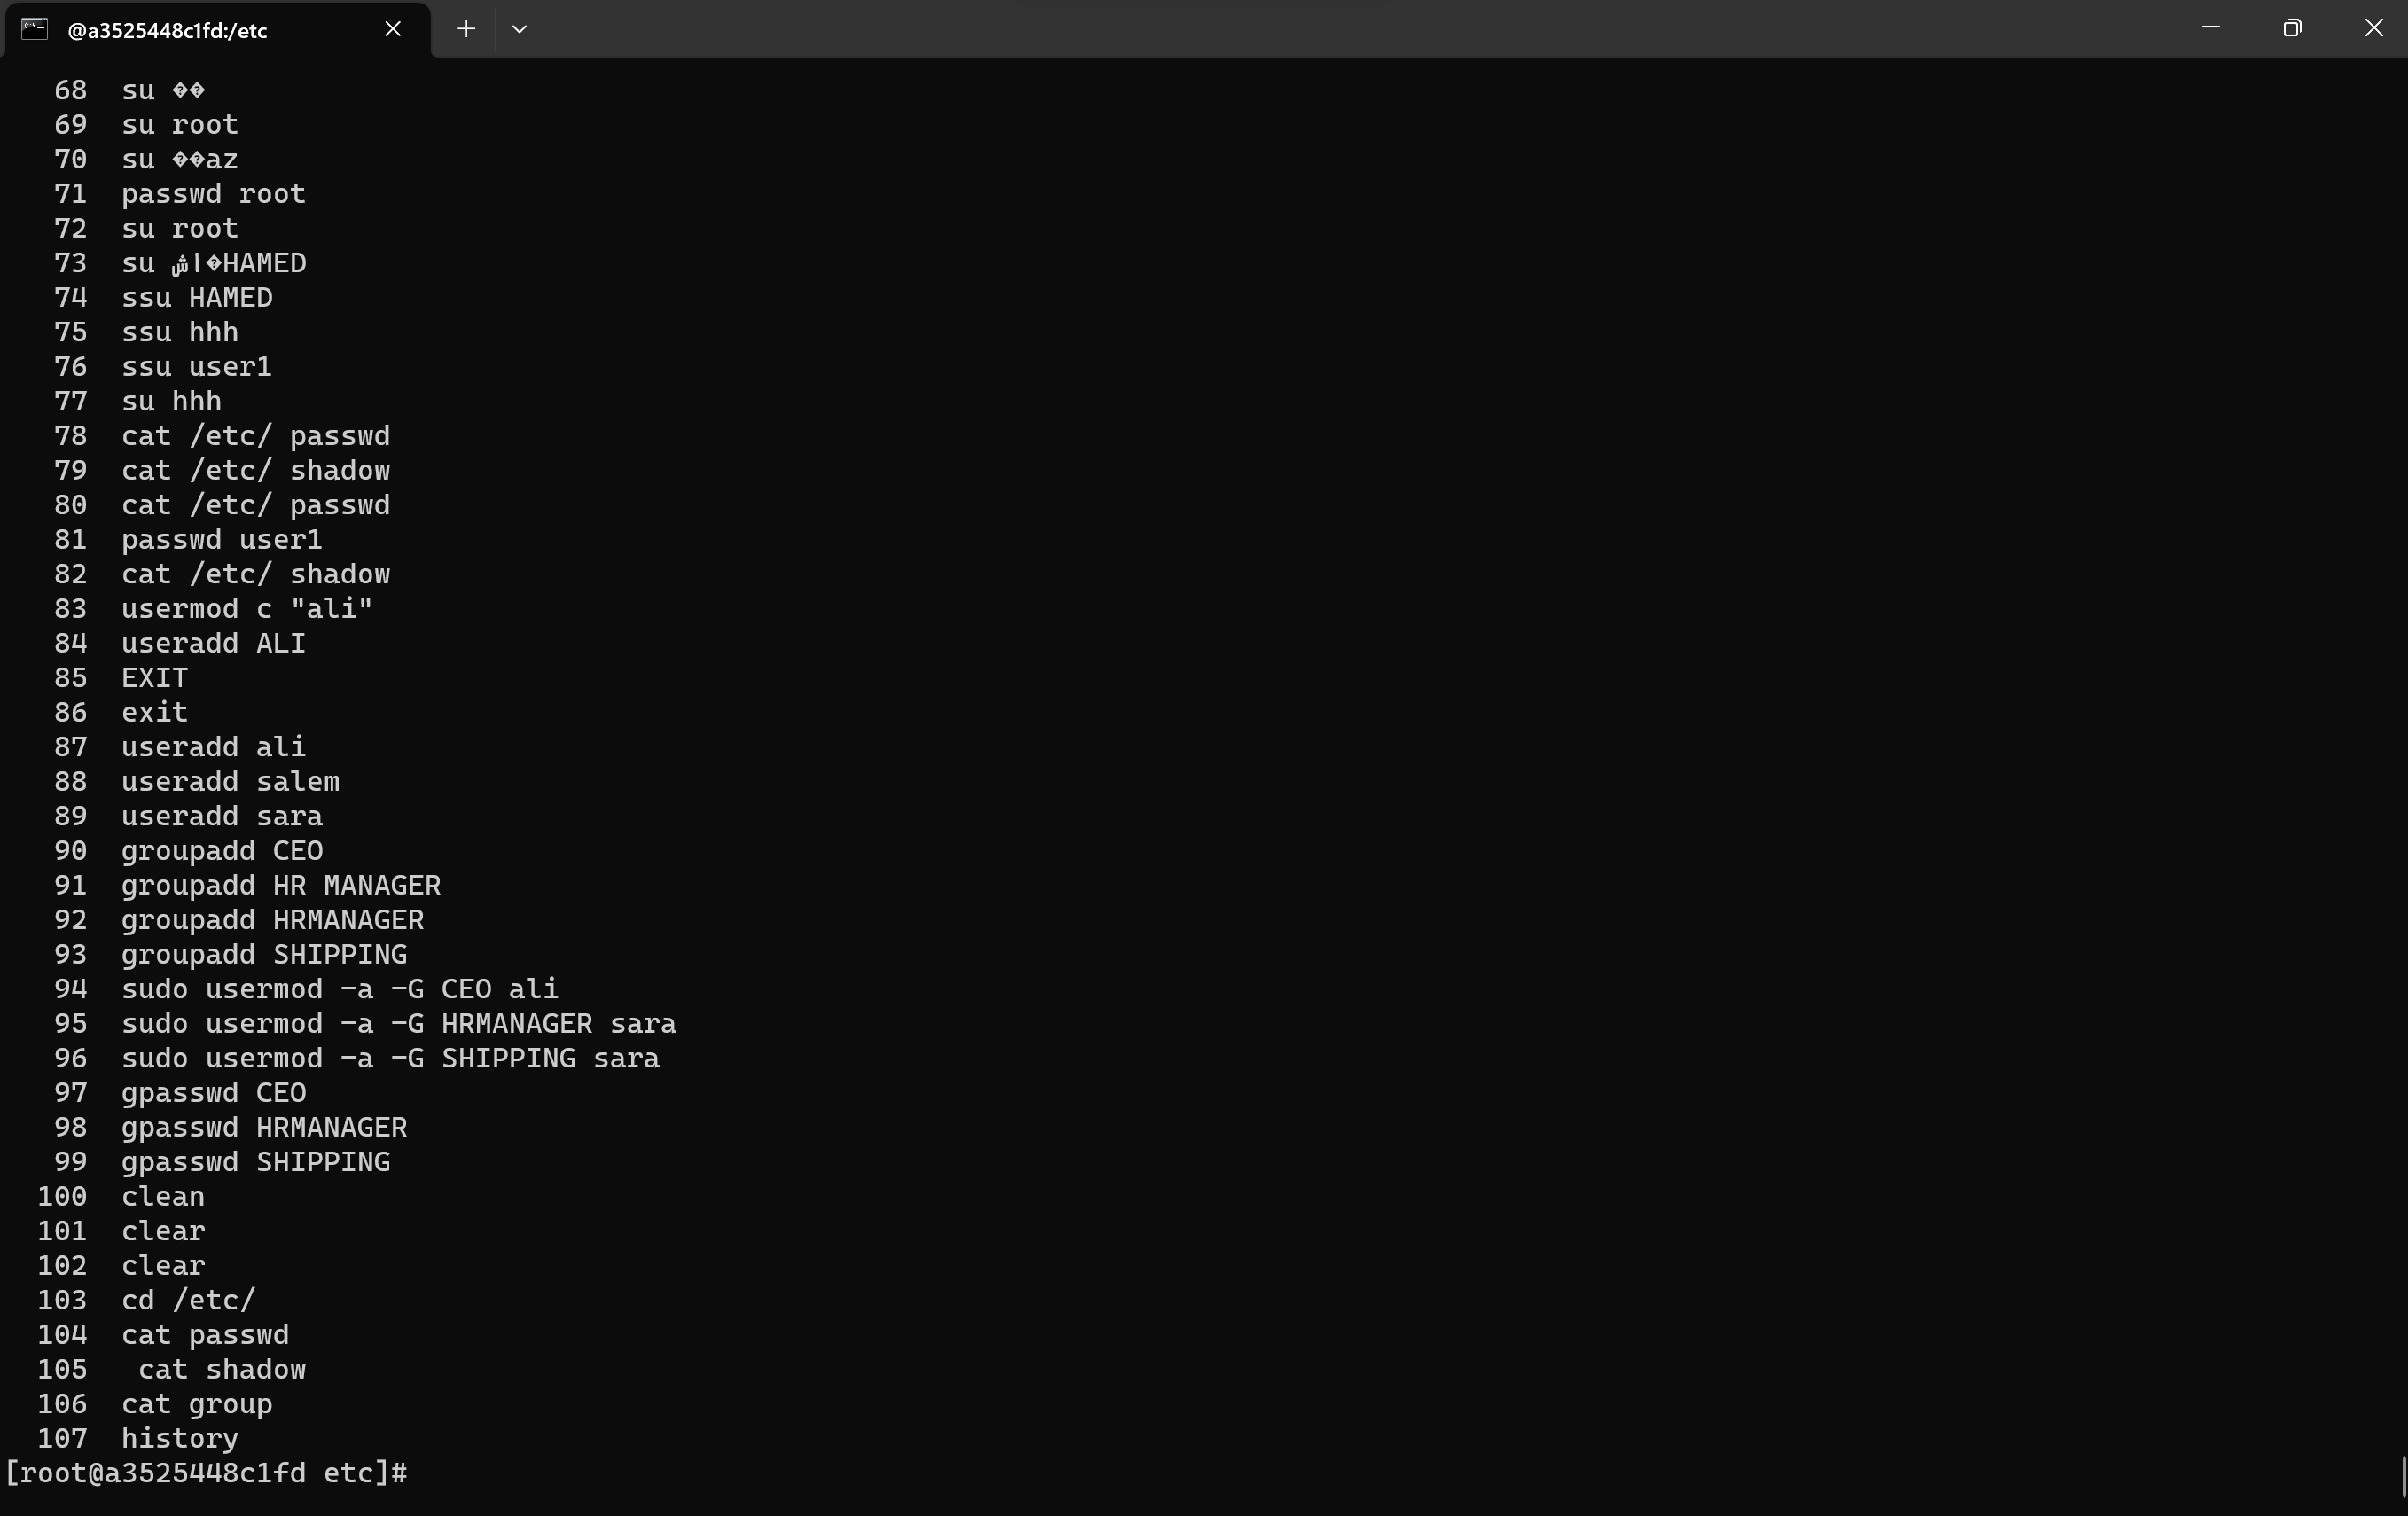 @a3525448c1fd:/etc
68 su ��
69 su root
70 su ��az
71 passwd root
72 su root
73 su اش�HAMED
74 ssu HAMED
75 ssu hhh
76 ssu user1
77 su hhh
78 cat /etc/ passwd
79 cat /etc/ shadow
80 cat /etc/ passwd
81 passwd user1
82 cat /etc/ shadow
83 usermod c "ali"
84 useradd ALI
85 EXIT
86 exit
87 useradd ali
88 useradd salem
89 useradd sara
90 groupadd CEO
91 groupadd HR MANAGER
92 groupadd HRMANAGER
93 groupadd SHIPPING
94 sudo usermod -a -G CEO ali
95 sudo usermod -a -G HRMANAGER sara
96 sudo usermod -a -G SHIPPING sara
97 gpasswd CEO
98 gpasswd HRMANAGER
99 gpasswd SHIPPING
100 clean
101 clear
102 clear
103 cd /etc/
104 cat passwd
105  cat shadow
106 cat group
107 history
[root@a3525448c1fd etc]#